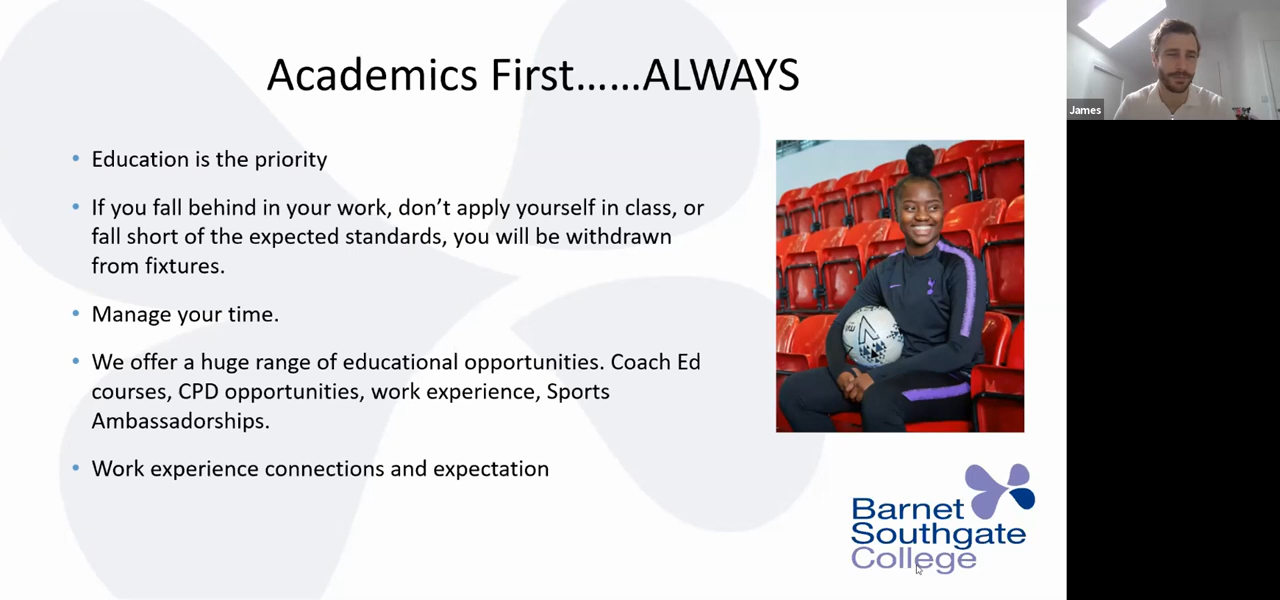 Academics First……ALWAYS
James
• Education is the priority
• If you fall behind in your work, don’t apply yourself in class, or
fall short of the expected standards, you will be withdrawn
from fixtures.
• Manage your time.
• We offer a huge range of educational opportunities. Coach Ed
courses, CPD opportunities, work experience, Sports
Ambassadorships.
• Work experience connections and expectation
Barnet
Southgate
College